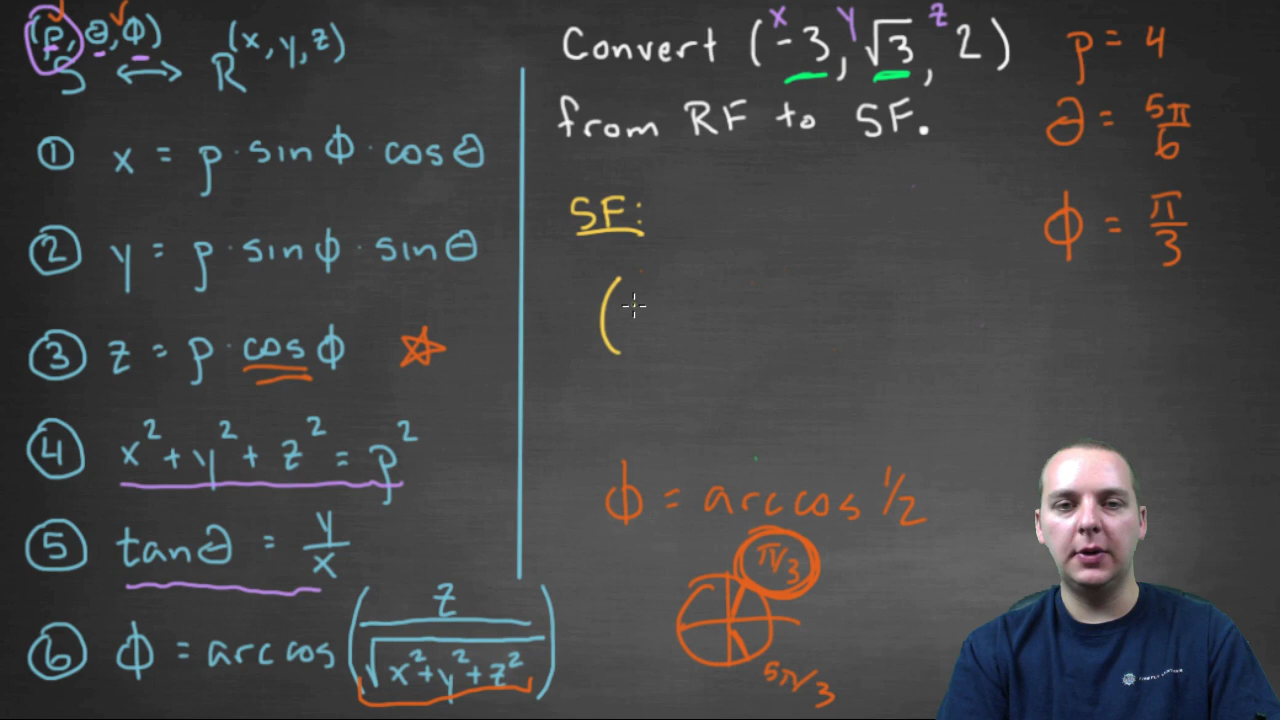 (ρ, θ, φ)
S ↔ R (x, y, z)
① x = ρ · sin φ · cos θ
② y = ρ · sin φ · sin θ
③ z = ρ · cos φ ☆
④ x² + y² + z² = ρ²
⑤ tan θ = y/x
⑥ φ = arccos (z / √(x² + y² + z²))
x y z
Convert (-3, √3, 2)
from RF to SF.
SF:
(
φ = arccos 1/2
π/3
5π/3
ρ = 4
θ = 5π/6
φ = π/3